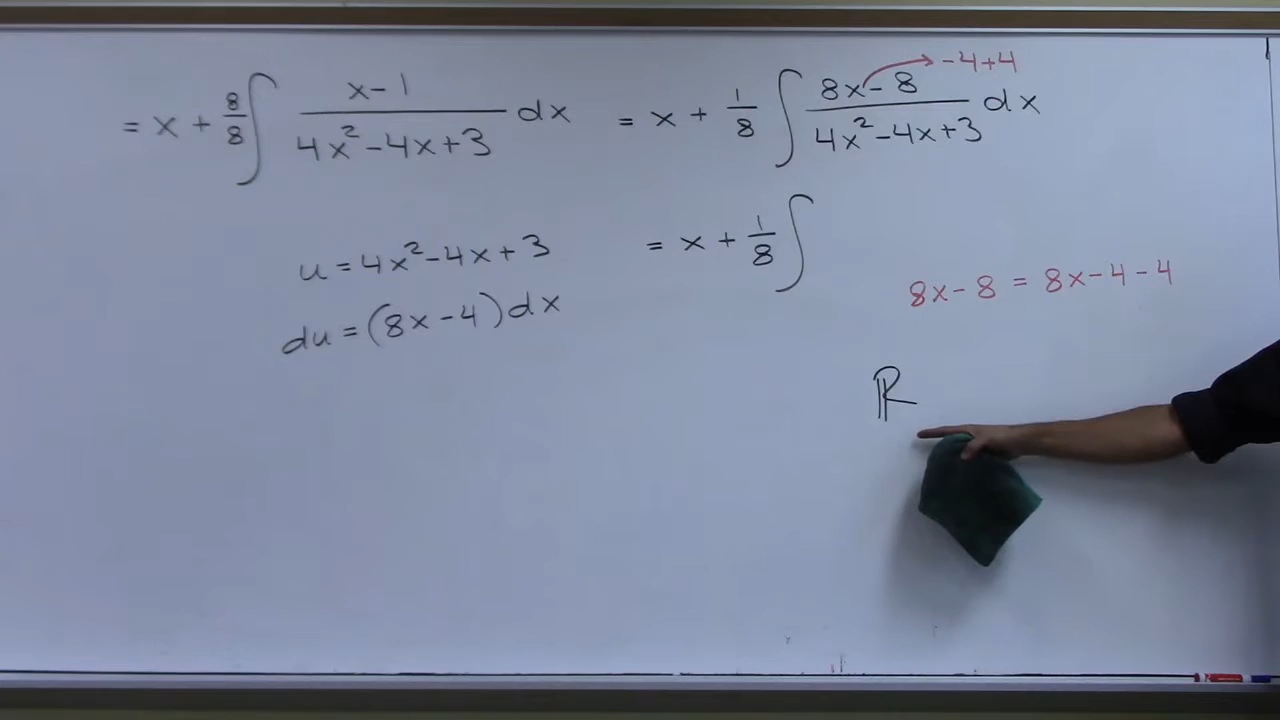 = x + 8/8 ∫ (x-1)/(4x²-4x+3) dx = x + 1/8 ∫ (8x-8)/(4x²-4x+3) dx
-4+4
u = 4x²-4x+3
du = (8x-4)dx
= x + 1/8 ∫
8x-8 = 8x-4-4
ℝ